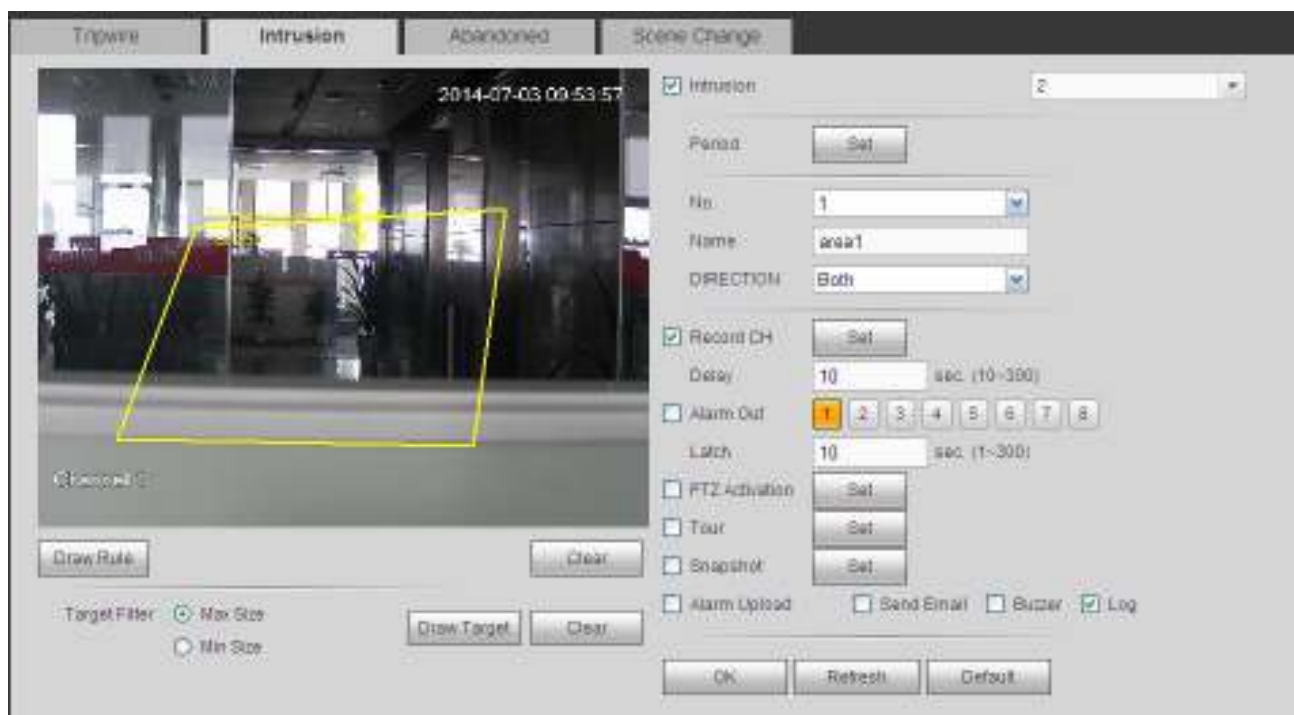 Tripwire
Intrusion
Abandoned
Scene Change
2014-07-03 09:53:57
Draw Rule
Clear
Target Filter
Max Size
Min Size
Draw Target
Clear
Intrusion
2
Period
Set
No.
1
Name
area1
DIRECTION
Both
Record CH
Set
Delay
10
sec. (10~300)
Alarm Out
1 2 3 4 5 6 7 8
Latch
10
sec. (1~300)
PTZ Activation
Set
Tour
Set
Snapshot
Set
Alarm Upload
Send Email
Buzzer
Log
OK
Refresh
Default